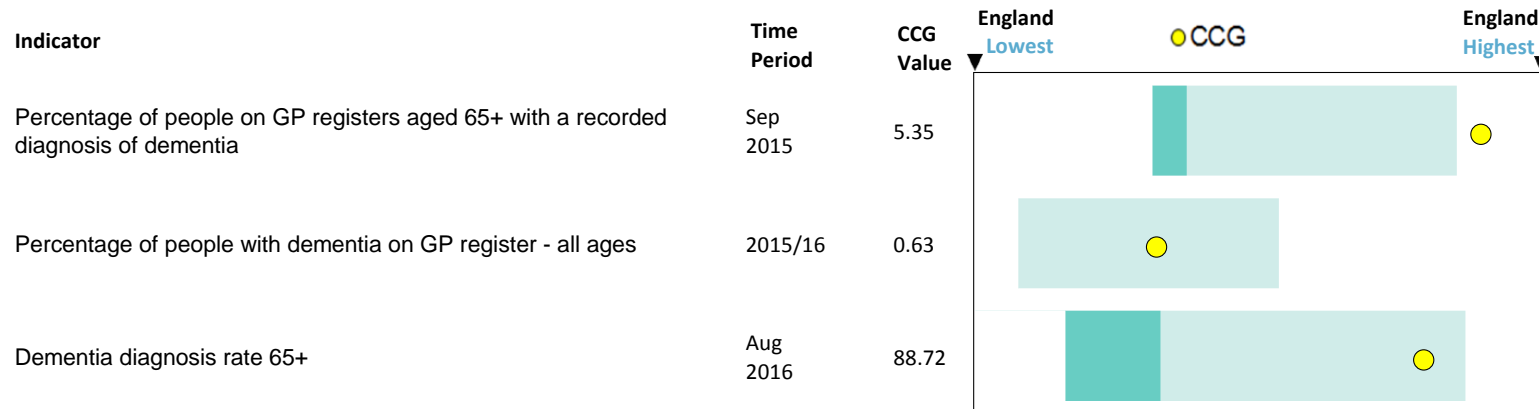 Indicator
Time
Period
CCG
Value
England
Lowest
CCG
England
Highest
Percentage of people on GP registers aged 65+ with a recorded
diagnosis of dementia
Sep
2015
5.35
Percentage of people with dementia on GP register - all ages
2015/16
0.63
Dementia diagnosis rate 65+
Aug
2016
88.72